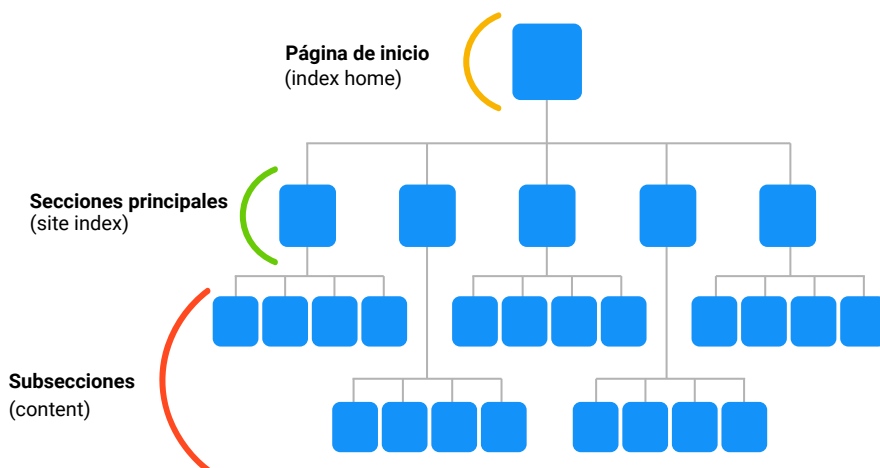 Página de inicio
(index home)
Secciones principales
(site index)
Subsecciones
(content)